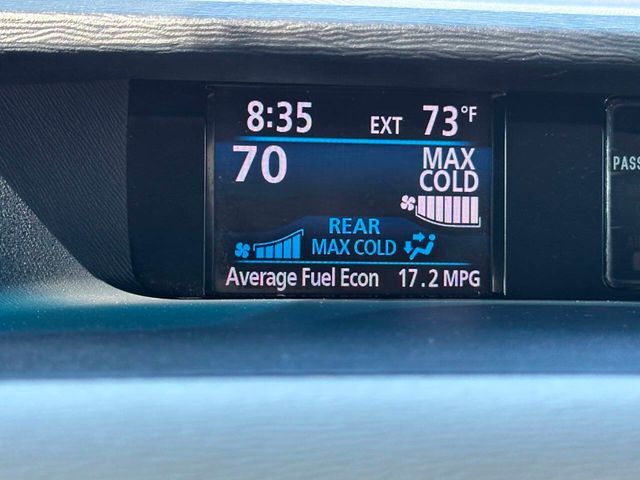 8:35 EXT 73°F
70 MAX
COLD
REAR
MAX COLD
Average Fuel Econ 17.2 MPG
PASS